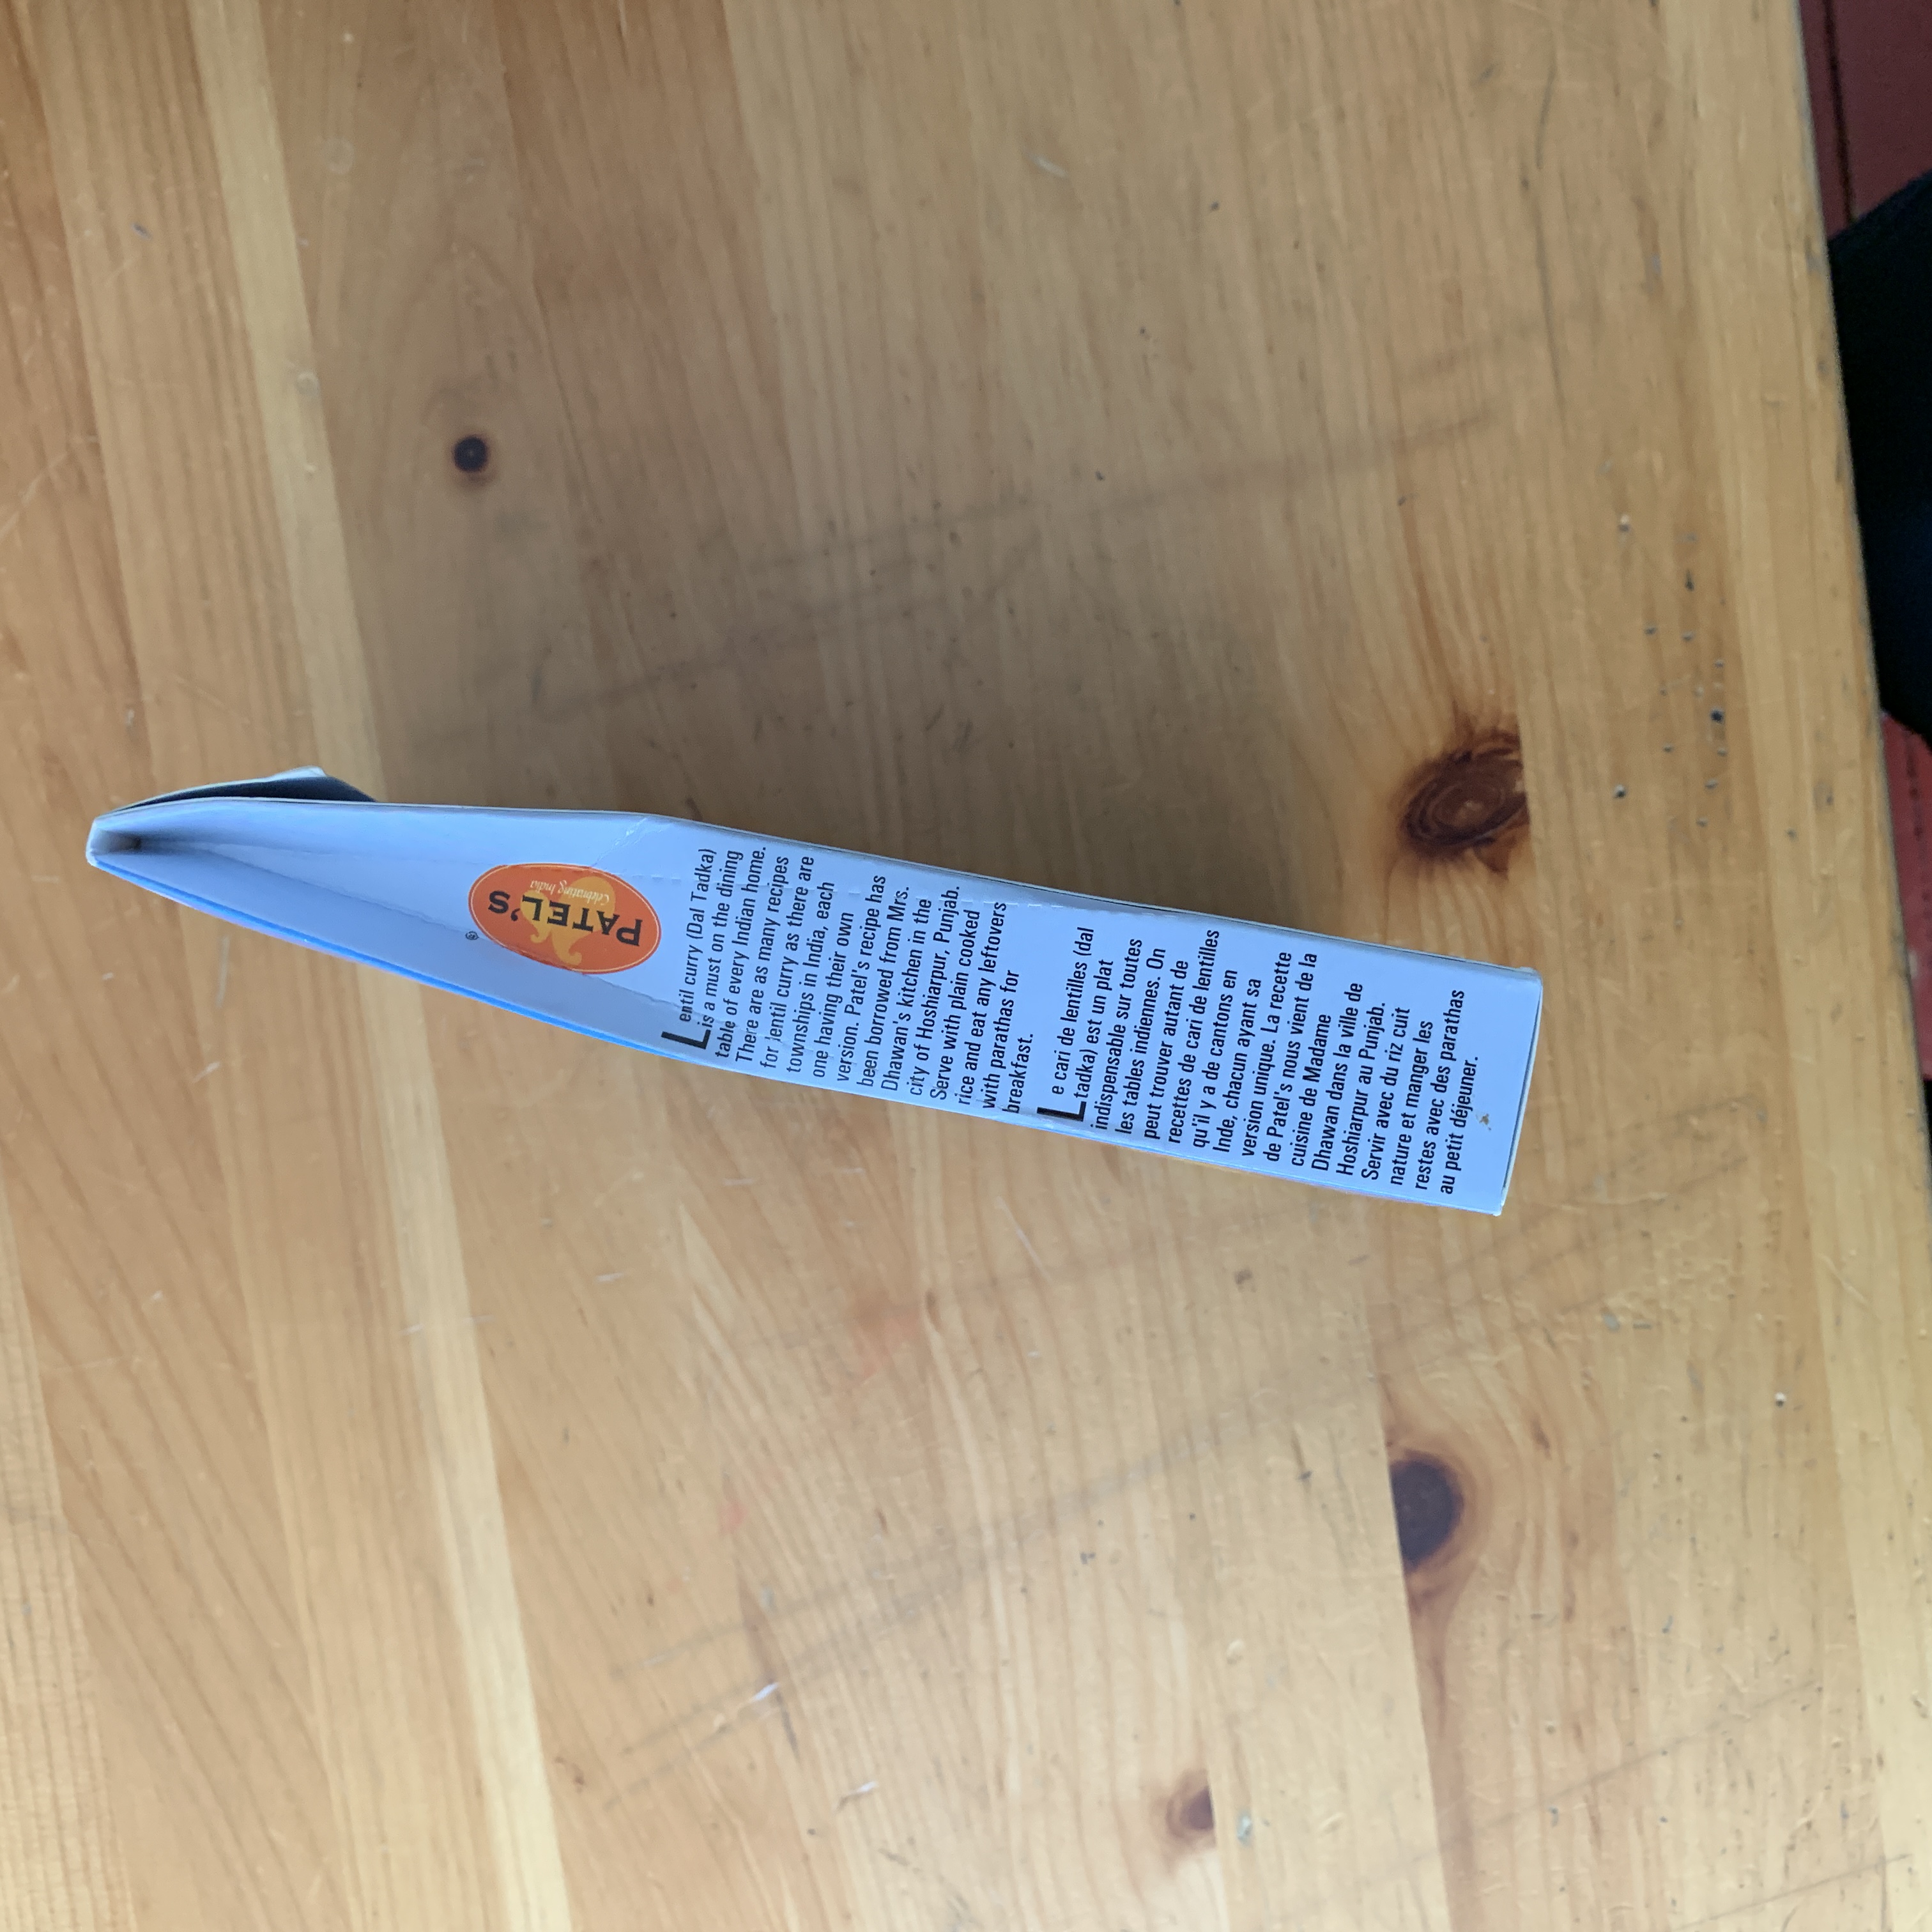 PATEL'S
Celebrating India
®
Lentil curry (Dal Tadka)
is a must on the dining
table of every Indian home.
There are as many recipes
for lentil curry as there are
townships in India, each
one having their own
version. Patel's recipe has
been borrowed from Mrs.
Dhawan's kitchen in the
city of Hoshiarpur, Punjab.
Serve with plain cooked
rice and eat any leftovers
with parathas for
breakfast.
Le cari de lentilles (dal
tadka) est un plat
indispensable sur toutes
les tables indiennes. On
peut trouver autant de
recettes de cari de lentilles
qu'il y a de cantons en
Inde, chacun ayant sa
version unique. La recette
de Patel's nous vient de la
cuisine de Madame
Dhawan dans la ville de
Hoshiarpur au Punjab.
Servir avec du riz cuit
nature et manger les
restes avec des parathas
au petit déjeuner.